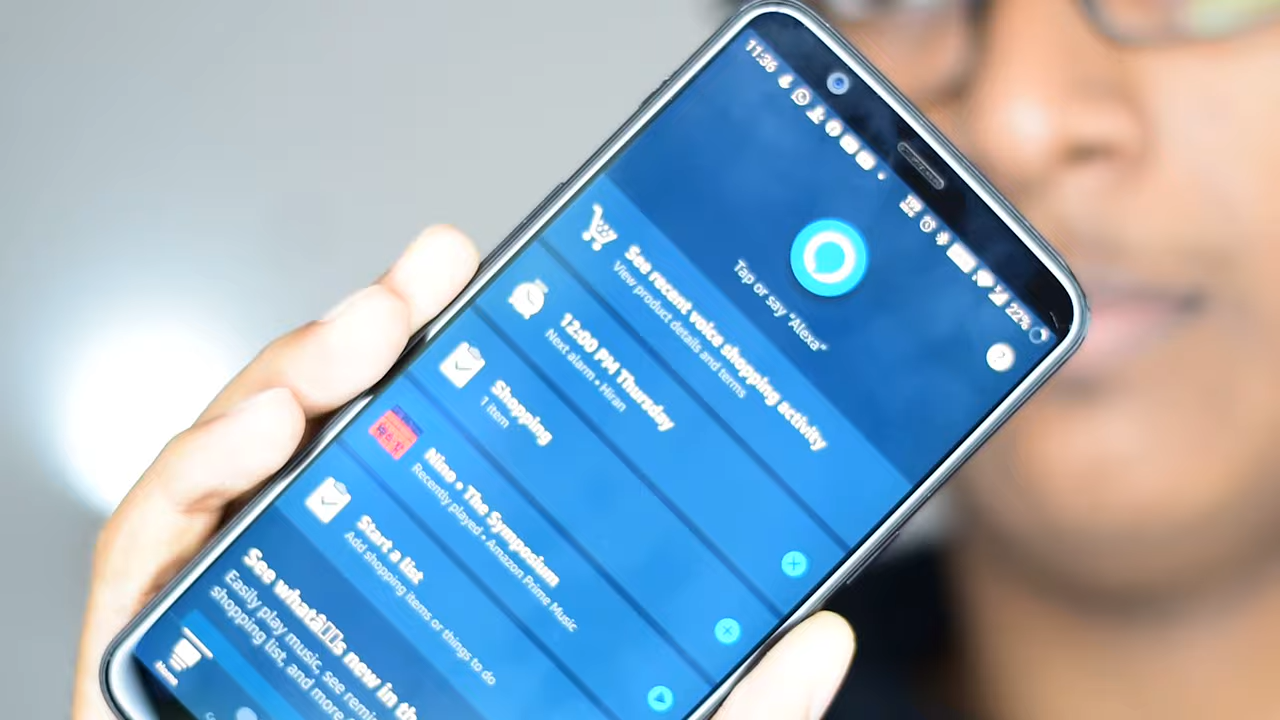 11:36
22%
?
Tap or say "Alexa"
See recent voice shopping activity
View product details and terms
12:00 PM Thursday
Next alarm • Hiran
Shopping
1 item
Nino • The Symposium
Recently played • Amazon Prime Music
Start a list
Add shopping items or things to do
See whatâ▯▯s new in th
Easily play music, see remi
shopping list, and more